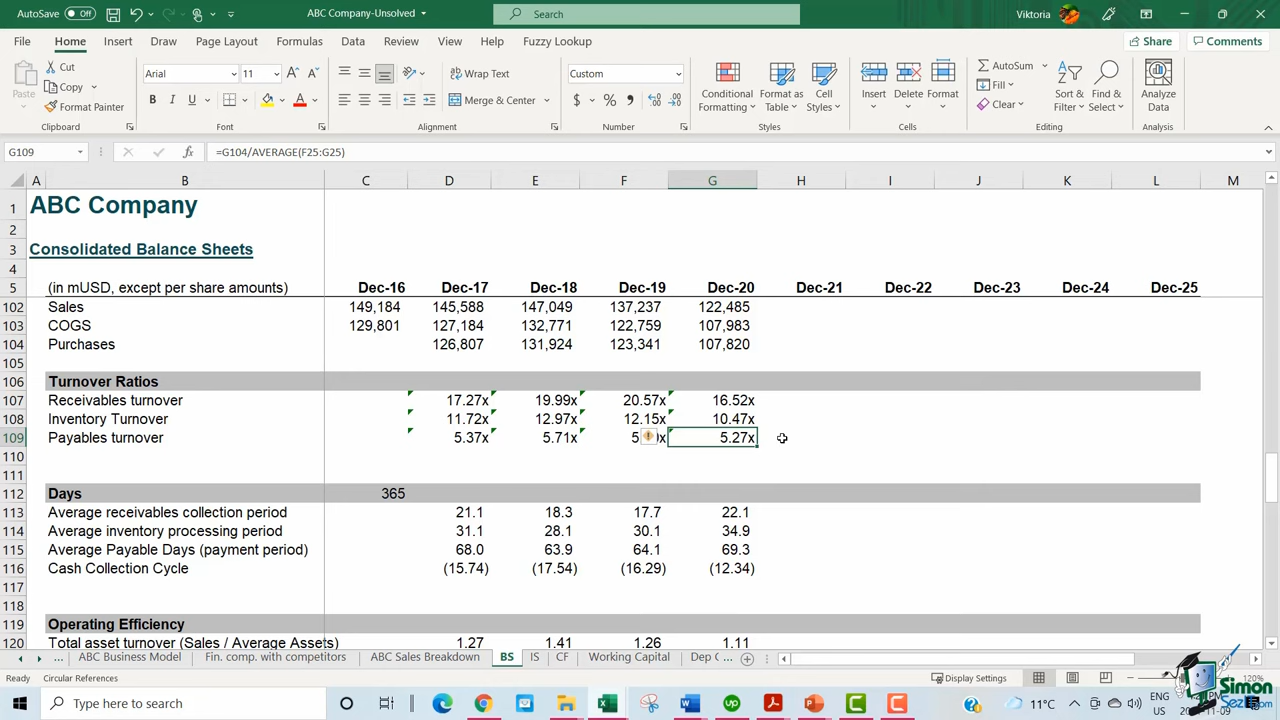 AutoSave Off ABC Company-Unsolved Search Viktoria
File Home Insert Draw Page Layout Formulas Data Review View Help Fuzzy Lookup Share Comments
Paste Cut Copy Format Painter Arial 11 Wrap Text Merge & Center Custom Conditional Formatting Format as Table Cell Styles Insert Delete Format AutoSum Fill Clear Sort & Filter Find & Select Analyze Data
Clipboard Font Alignment Number Styles Cells Editing Analysis
G109 =G104/AVERAGE(F25:G25)
A B C D E F G H I J K L M
1 ABC Company
2
3 Consolidated Balance Sheets
4
5 (in mUSD, except per share amounts) Dec-16 Dec-17 Dec-18 Dec-19 Dec-20 Dec-21 Dec-22 Dec-23 Dec-24 Dec-25
102 Sales 149,184 145,588 147,049 137,237 122,485
103 COGS 129,801 127,184 132,771 122,759 107,983
104 Purchases 126,807 131,924 123,341 107,820
105
106 Turnover Ratios
107 Receivables turnover 17.27x 19.99x 20.57x 16.52x
108 Inventory Turnover 11.72x 12.97x 12.15x 10.47x
109 Payables turnover 5.37x 5.71x 5.27x
110
111
112 Days 365
113 Average receivables collection period 21.1 18.3 17.7 22.1
114 Average inventory processing period 31.1 28.1 30.1 34.9
115 Average Payable Days (payment period) 68.0 63.9 64.1 69.3
116 Cash Collection Cycle (15.74) (17.54) (16.29) (12.34)
117
118
119 Operating Efficiency
120 Total asset turnover (Sales / Average Assets) 1.27 1.41 1.26 1.11
ABC Business Model Fin. comp. with competitors ABC Sales Breakdown BS IS CF Working Capital Dep C ...
Ready Circular References Display Settings 120%
Type here to search 11°C ENG US
Simon Sez